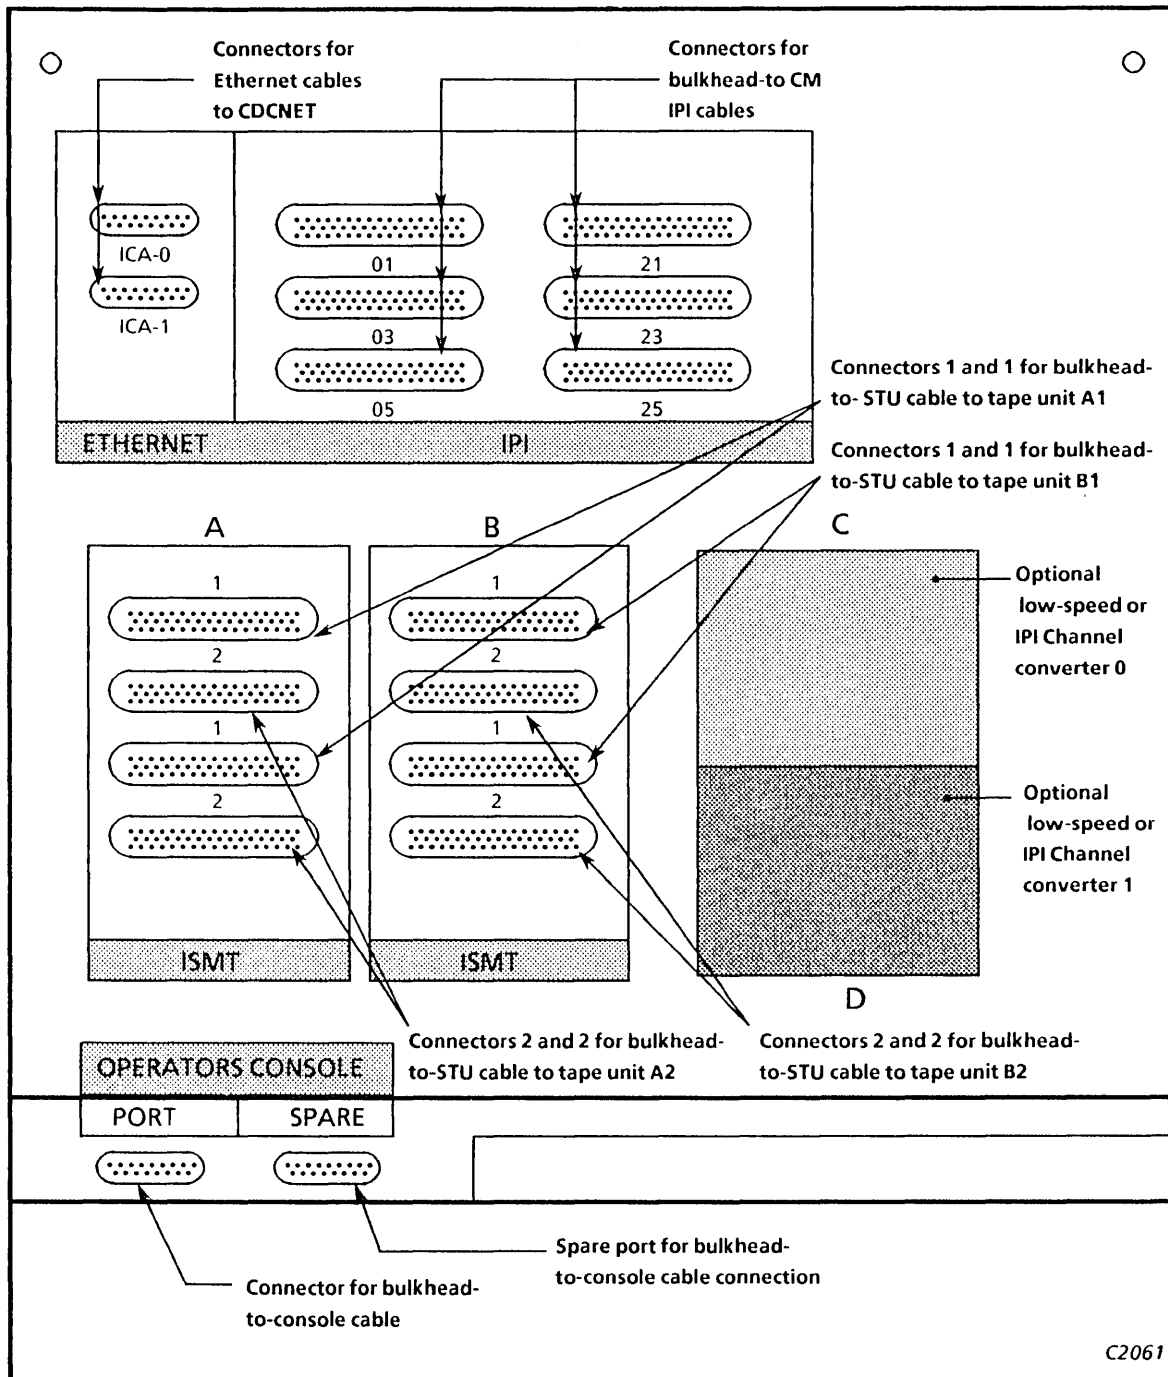 Connectors for
Ethernet cables
to CDCNET
Connectors for
bulkhead-to CM
IPI cables
ICA-0
ICA-1
01
21
03
23
05
25
ETHERNET
IPI
Connectors 1 and 1 for bulkhead-
to- STU cable to tape unit A1
Connectors 1 and 1 for bulkhead-
to-STU cable to tape unit B1
A
B
C
1
2
1
2
1
2
1
2
ISMT
ISMT
Optional
low-speed or
IPI Channel
converter 0
Optional
low-speed or
IPI Channel
converter 1
D
Connectors 2 and 2 for bulkhead-
to-STU cable to tape unit A2
Connectors 2 and 2 for bulkhead-
to-STU cable to tape unit B2
OPERATORS CONSOLE
PORT
SPARE
Spare port for bulkhead-
to-console cable connection
Connector for bulkhead-
to-console cable
C2061